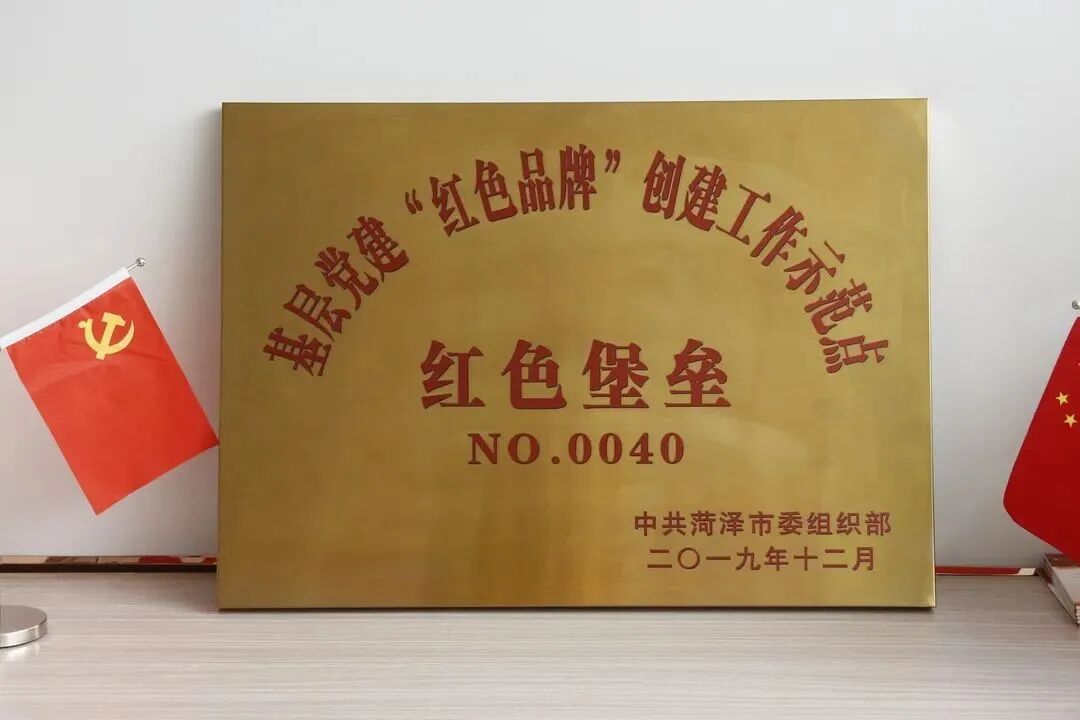 基层党建“红色品牌”创建工作示范点
红色堡垒
NO.0040
中共菏泽市委组织部
二〇一九年十二月